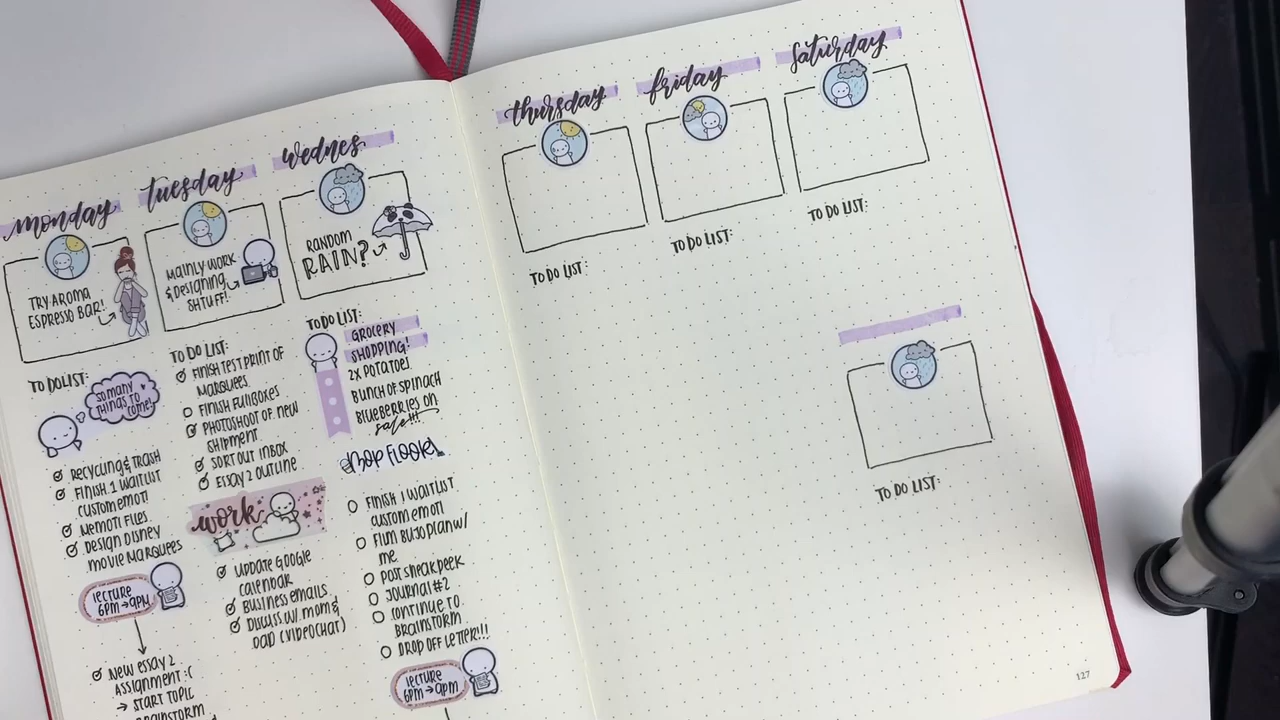 monday
TRY AROMA
ESPRESSO BAR!
TO DO LIST:
SO MANY
THINGS TO
COME!
RECYCLING & TRASH
FINISH 1 WAITLIST
CUSTOM EMOTI
MEMOTI FILES
DESIGN DISNEY
MOVIE MARQUEES
LECTURE
6PM→9PM
NEW ESSAY 2
ASSIGNMENT :(
→ START TOPIC
BRAINSTORM
tuesday
MAINLY WORK
& DESIGNING
SHTUFF!
TO DO LIST:
FINISH TEST PRINT OF
MARQUEES
FINISH FULLBOXES
PHOTOSHOOT OF NEW
SHIPMENT
SORT OUT INBOX
ESSAY 2 OUTLINE
work
UPDATE GOOGLE
CALENDAR
BUSINESS EMAILS
DISCUSS W/ MOM &
DAD (VIDEO CHAT)
wednes
RANDOM
RAIN?
TO DO LIST:
GROCERY
SHOPPING!
2X POTATOES
BUNCH OF SPINACH
BLUEBERRIES ON
sale!!!
MOP FLOOR!
FINISH 1 WAITLIST
CUSTOM EMOTI
FILM BUJO PLAN W/
ME
POST SNEAK PEEK
JOURNAL #2
CONTINUE TO
BRAINSTORM
DROP OFF LETTER!!!
LECTURE
6PM→9PM
thursday
TO DO LIST:
friday
TO DO LIST:
saturday
TO DO LIST:
TO DO LIST:
127